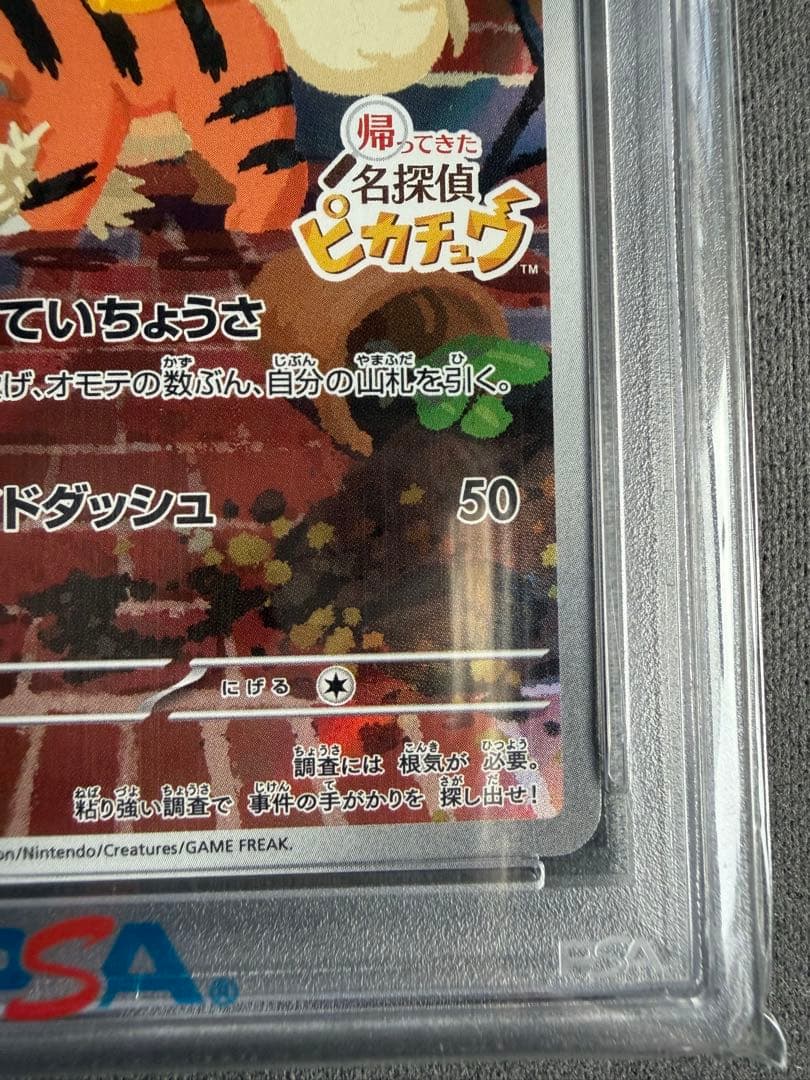 帰ってきた
名探偵
ピカチュウ
TM
ていちょうさ
げ、オモテの数ぶん、自分の山札を引く。
ドダッシュ 50
にげる
調査には 根気が 必要。
粘り強い調査で 事件の手がかりを 探し出せ!
on/Nintendo/Creatures/GAME FREAK.
PSA®
PSA